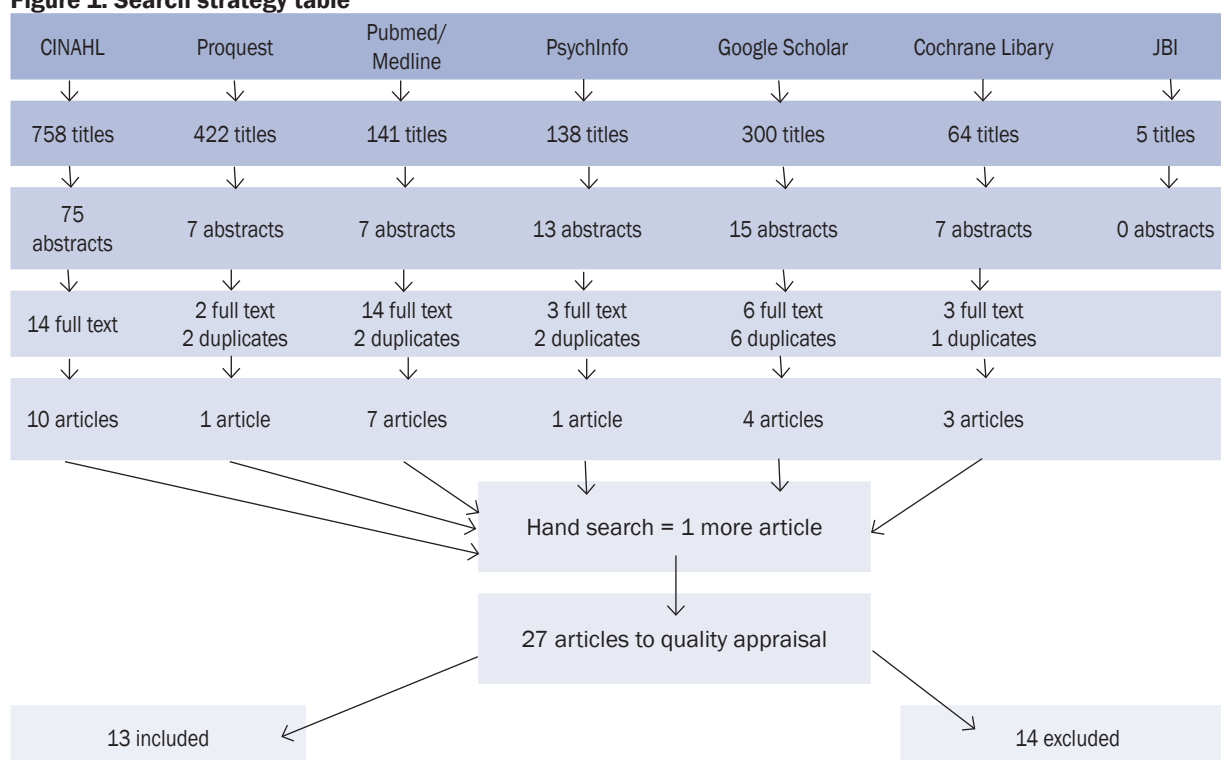 Figure 1. Search strategy table
CINAHL
Proquest
Pubmed/
Medline
PsychInfo
Google Scholar
Cochrane Libary
JBI
758 titles
422 titles
141 titles
138 titles
300 titles
64 titles
5 titles
75
abstracts
7 abstracts
7 abstracts
13 abstracts
15 abstracts
7 abstracts
0 abstracts
14 full text
2 full text
2 duplicates
14 full text
2 duplicates
3 full text
2 duplicates
6 full text
6 duplicates
3 full text
1 duplicates
10 articles
1 article
7 articles
1 article
4 articles
3 articles
Hand search = 1 more article
27 articles to quality appraisal
13 included
14 excluded